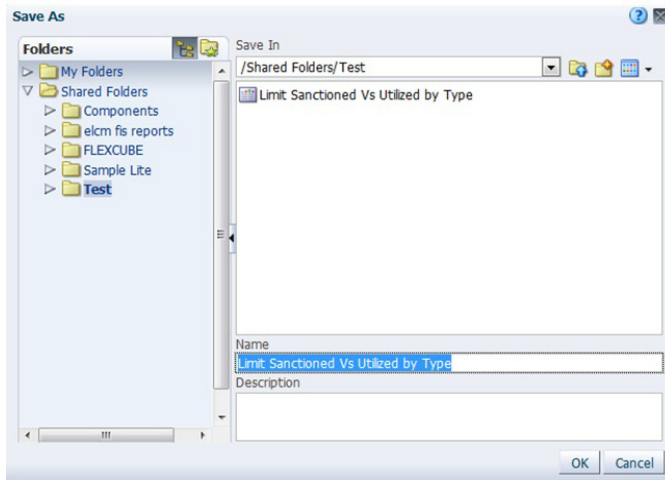 Save As
Folders
My Folders
Shared Folders
Components
elcm fis reports
FLEXCUBE
Sample Lite
Test
Save In
/Shared Folders/Test
Limit Sanctioned Vs Utilized by Type
Name
Limit Sanctioned Vs Utilized by Type
Description
OK
Cancel